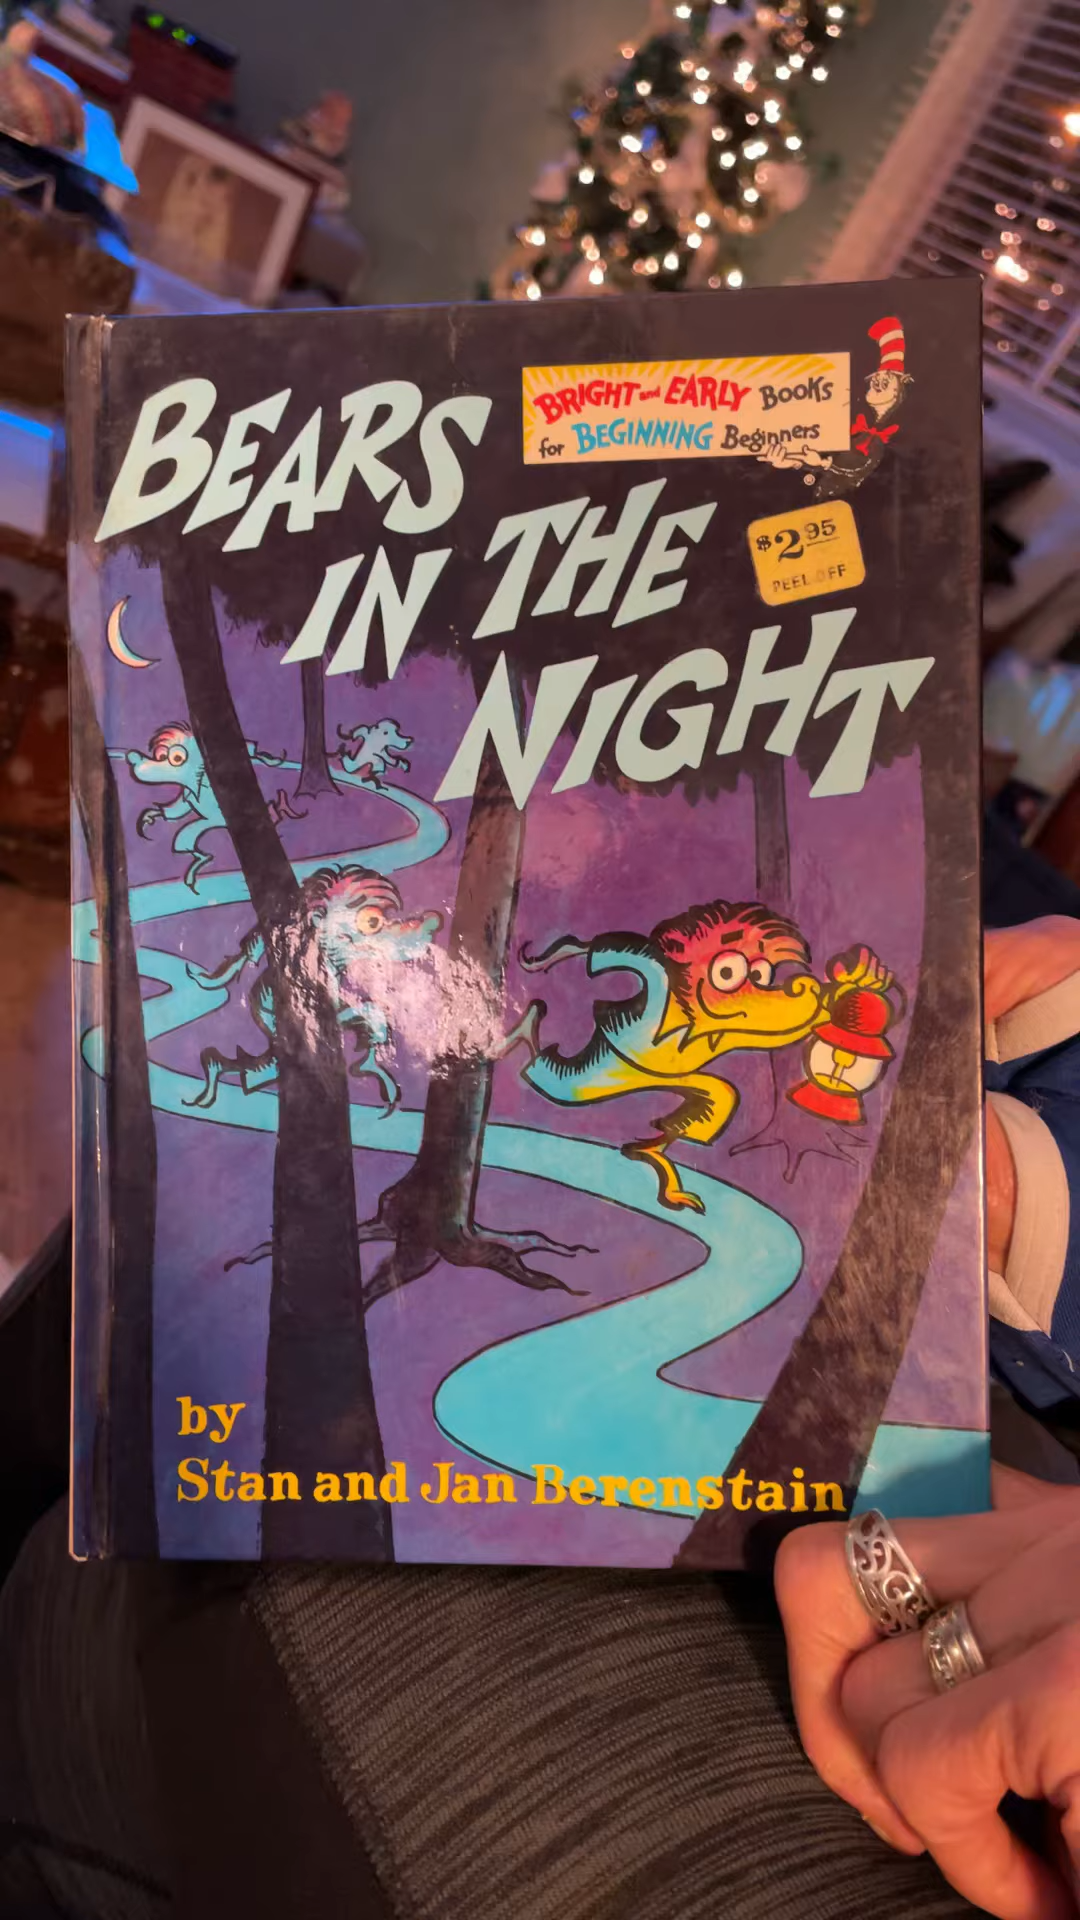 BRIGHT and EARLY BOOKS
for BEGINNING Beginners
BEARS
IN THE
NIGHT
$2.95
PEEL OFF
by
Stan and Jan Berenstain
®